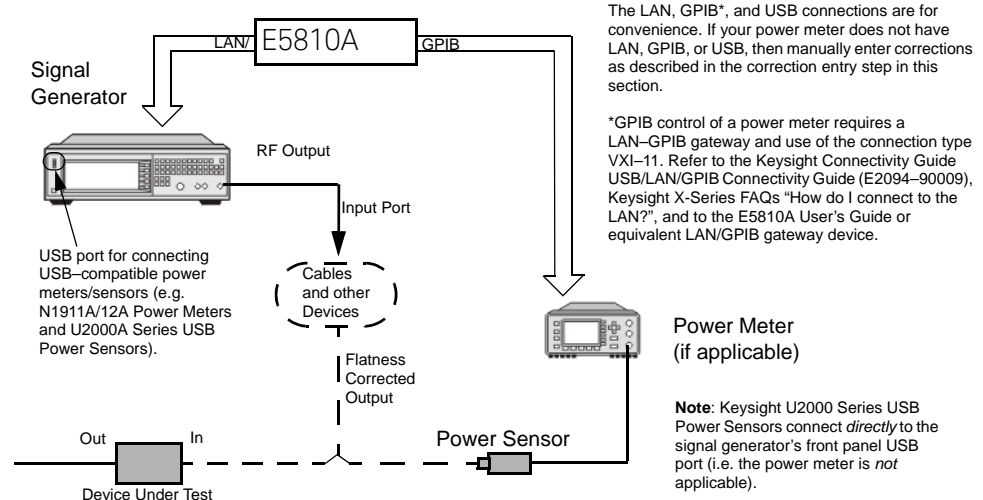 The LAN, GPIB*, and USB connections are for
convenience. If your power meter does not have
LAN, GPIB, or USB, then manually enter corrections
as described in the correction entry step in this
section.
*GPIB control of a power meter requires a
LAN–GPIB gateway and use of the connection type
VXI–11. Refer to the Keysight Connectivity Guide
USB/LAN/GPIB Connectivity Guide (E2094–90009),
Keysight X-Series FAQs “How do I connect to the
LAN?”, and to the E5810A User’s Guide or
equivalent LAN/GPIB gateway device.
LAN/
E5810A
GPIB
Signal
Generator
RF Output
Input Port
USB port for connecting
USB–compatible power
meters/sensors (e.g.
N1911A/12A Power Meters
and U2000A Series USB
Power Sensors).
Cables
and other
Devices
Power Meter
(if applicable)
Flatness
Corrected
Output
Note: Keysight U2000 Series USB
Power Sensors connect directly to the
signal generator’s front panel USB
port (i.e. the power meter is not
applicable).
Out
In
Power Sensor
Device Under Test